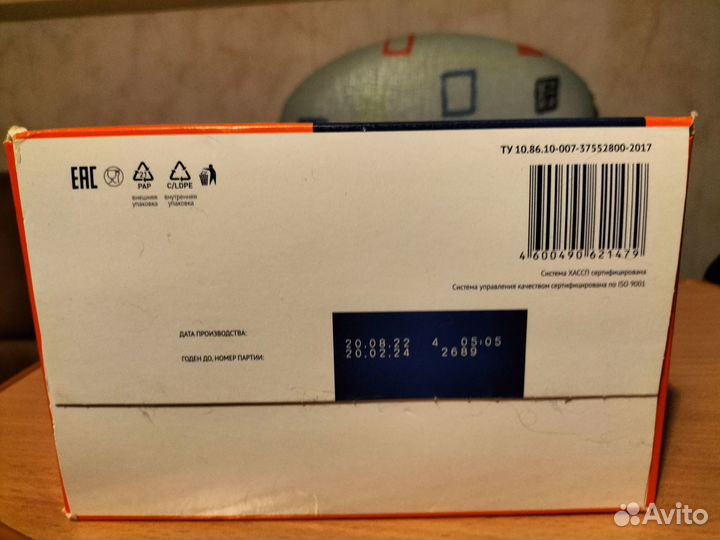 ТУ 10.86.10-007-37552800-2017
EAC
21
PAP
C/LDPE
внешняя
упаковка
внутренняя
упаковка
4 600490 621479
Система ХАССП сертифицирована
Система управления качеством сертифицирована по ISO 9001
ДАТА ПРОИЗВОДСТВА:
20.08.22 4 05:05
ГОДЕН ДО, НОМЕР ПАРТИИ:
20.02.24 2689
Avito